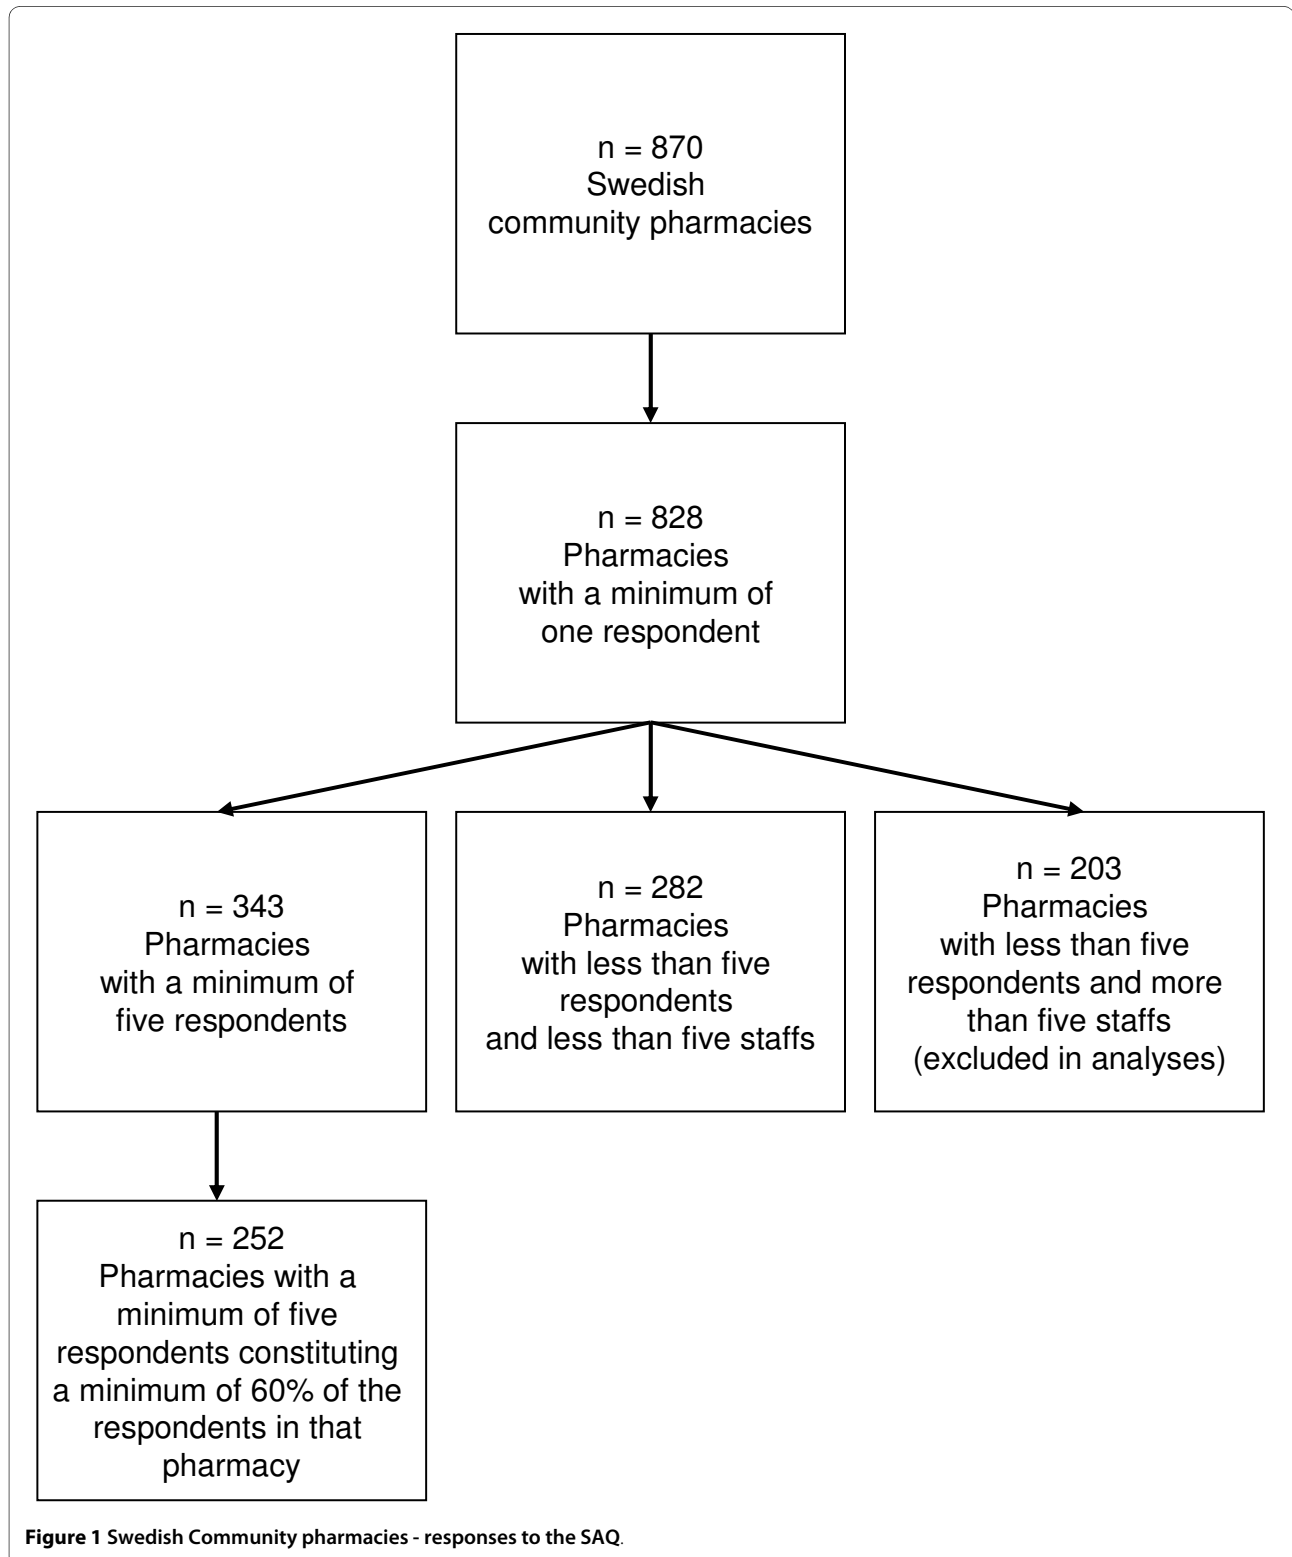 n = 870
Swedish
community pharmacies
n = 828
Pharmacies
with a minimum of
one respondent
n = 343
Pharmacies
with a minimum of
five respondents
n = 282
Pharmacies
with less than five
respondents
and less than five staffs
n = 203
Pharmacies
with less than five
respondents and more
than five staffs
(excluded in analyses)
n = 252
Pharmacies with a
minimum of five
respondents constituting
a minimum of 60% of the
respondents in that
pharmacy
Figure 1 Swedish Community pharmacies - responses to the SAQ.